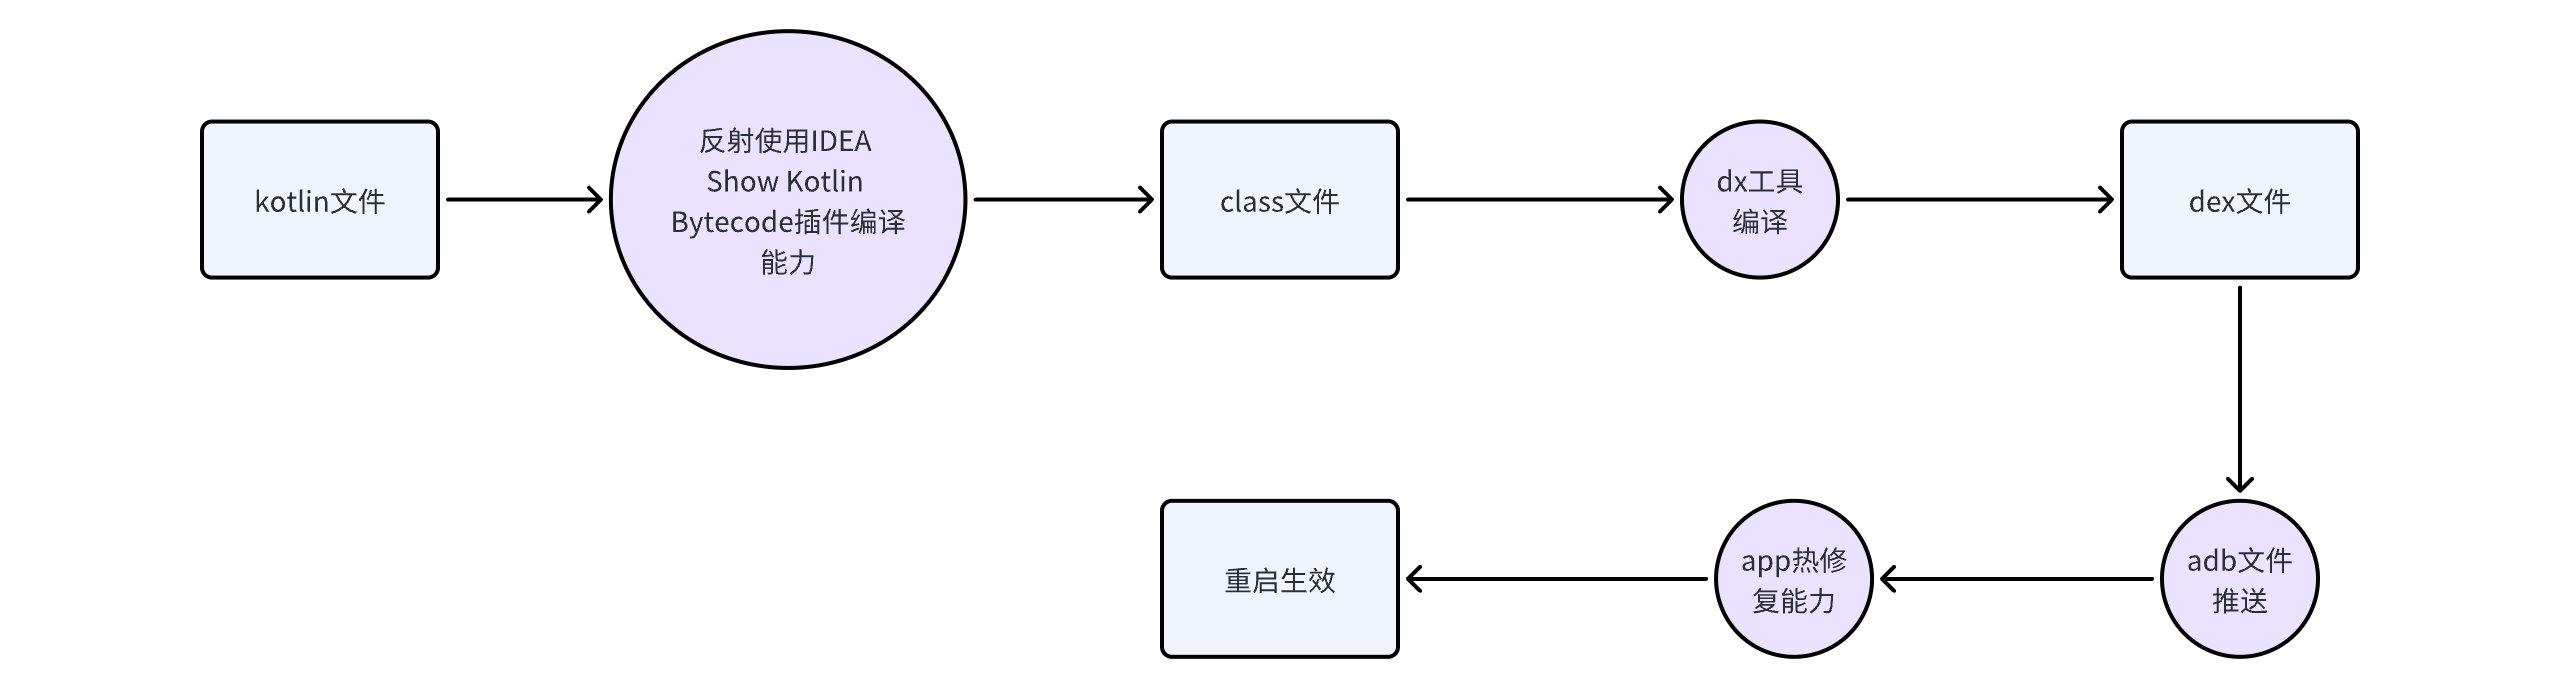 kotlin文件
反射使用IDEA
Show Kotlin
Bytecode插件编译
能力
class文件
dx工具
编译
dex文件
重启生效
app热修
复能力
adb文件
推送